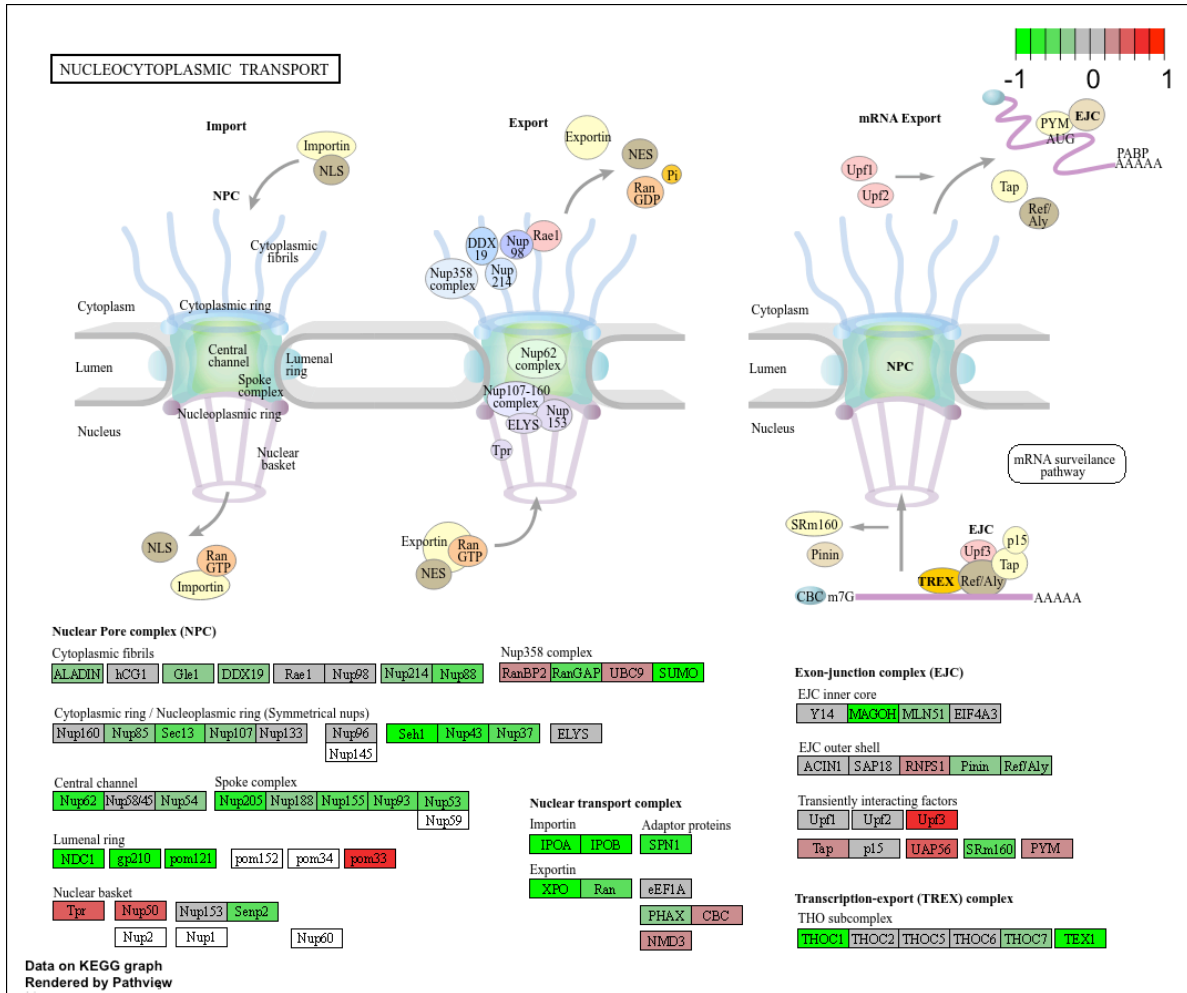 NUCLEOCYTOPLASMIC TRANSPORT
-1 0 1
Import
Export
mRNA Export
Importin
NLS
NPC
Cytoplasmic
fibrils
Cytoplasm
Cytoplasmic ring
Central
channel
Lumenal
ring
Lumen
Spoke
complex
Nucleoplasmic ring
Nucleus
Nuclear
basket
NLS
Ran
GTP
Importin
Exportin
NES
Pi
Ran
GDP
DDX
19
Nup
98
Rae1
Nup358
complex
Nup
214
Nup62
complex
Nup107-160
complex
ELYS
Nup
153
Tpr
Exportin
Ran
GTP
NES
PYM
EJC
AUG
PABP
AAAAA
Upf1
Upf2
Tap
Ref/
Aly
Cytoplasm
Lumen
NPC
Nucleus
mRNA surveilance
pathway
SRm160
Pinin
EJC
p15
Upf3
Tap
TREX
Ref/Aly
CBC
m7G
AAAAA
Nuclear Pore complex (NPC)
Cytoplasmic fibrils
ALADIN hCG1 Gle1 DDX19 Rae1 Nup98 Nup214 Nup88
Nup358 complex
RanBP2 RanGAP UBC9 SUMO
Cytoplasmic ring / Nucleoplasmic ring (Symmetrical nups)
Nup160 Nup85 Sec13 Nup107 Nup133 Nup96 Seh1 Nup43 Nup37 ELYS
Nup145
Central channel
Nup62 Nup58/45 Nup54
Spoke complex
Nup205 Nup188 Nup155 Nup93 Nup53
Nup59
Lumenal ring
NDC1 gp210 pom121 pom152 pom34 pom33
Nuclear basket
Tpr Nup50 Nup153 Senp2
Nup2 Nup1 Nup60
Nuclear transport complex
Importin
IPOA IPOB
Adaptor proteins
SPN1
Exportin
XPO Ran
eEF1A
PHAX CBC
NMD3
Exon-junction complex (EJC)
EJC inner core
Y14 MAGOH MLN51 EIF4A3
EJC outer shell
ACIN1 SAP18 RNPS1 Pinin Ref/Aly
Transiently interacting factors
Upf1 Upf2 Upf3
Tap p15 UAP56 SRm160 PYM
Transcription-export (TREX) complex
THO subcomplex
THOC1 THOC2 THOC5 THOC6 THOC7 TEX1
Data on KEGG graph
Rendered by Pathview